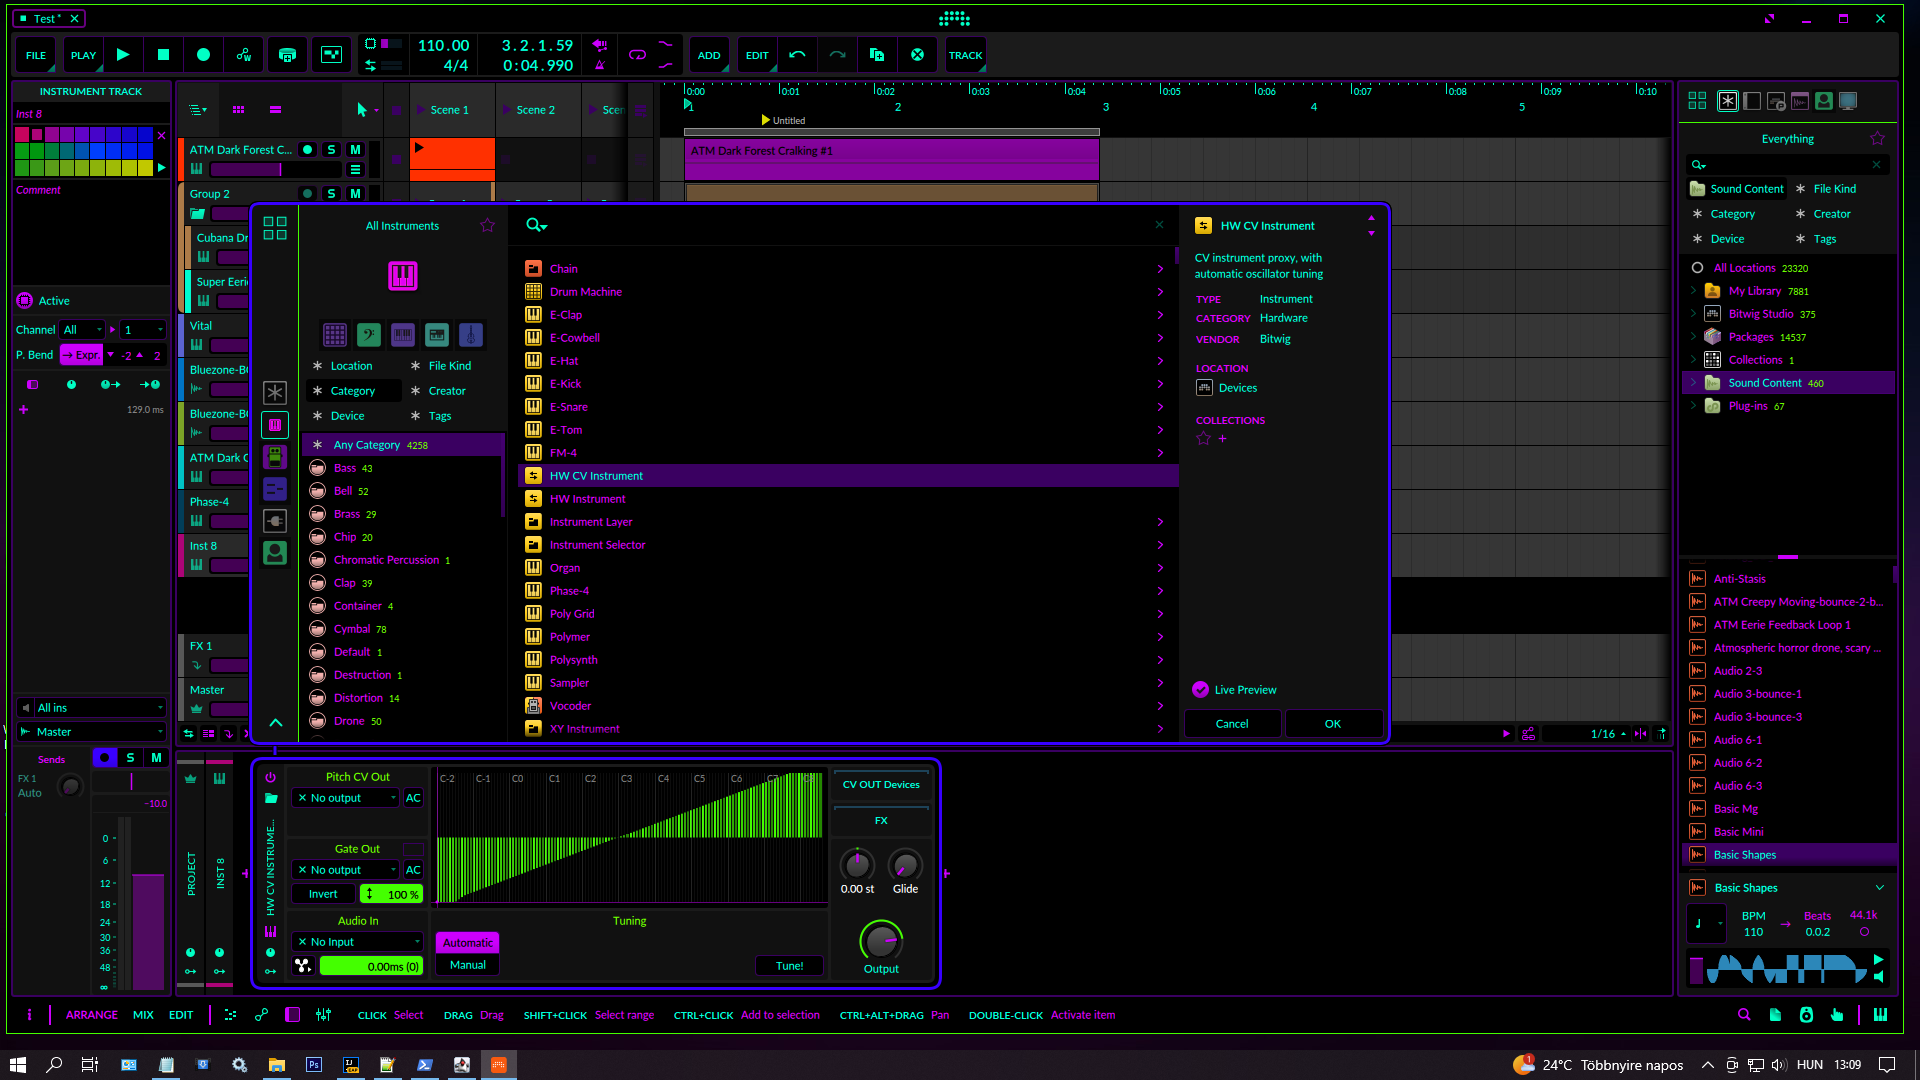 Test *
FILE
PLAY
110.00
4/4
3.2.1.59
0:04.990
ADD
EDIT
TRACK
INSTRUMENT TRACK
Inst 8
Comment
Active
Channel All 1
P. Bend Expr. -2 2
129.0 ms
All ins
Master
Sends
FX 1
Auto
S M
-10.0
0
6
12
18
24
30
36
48
∞
Scene 1
Scene 2
Scen
0:00 0:01 0:02 0:03 0:04 0:05 0:06 0:07 0:08 0:09 0:10
1 2 3 4 5
Untitled
ATM Dark Forest C... S M
ATM Dark Forest Cralking #1
Group 2 S M
Cubana Dr
Super Eerie
Vital
Bluezone-BC
Bluezone-BC
ATM Dark C
Phase-4
Inst 8
FX 1
Master
All Instruments
Location
File Kind
Category
Creator
Device
Tags
Any Category 4258
Bass 43
Bell 52
Brass 29
Chip 20
Chromatic Percussion 1
Clap 39
Container 4
Cymbal 78
Default 1
Destruction 1
Distortion 14
Drone 50
Chain
Drum Machine
E-Clap
E-Cowbell
E-Hat
E-Kick
E-Snare
E-Tom
FM-4
HW CV Instrument
HW Instrument
Instrument Layer
Instrument Selector
Organ
Phase-4
Poly Grid
Polymer
Polysynth
Sampler
Vocoder
XY Instrument
HW CV Instrument
CV instrument proxy, with
automatic oscillator tuning
TYPE Instrument
CATEGORY Hardware
VENDOR Bitwig
LOCATION
Devices
COLLECTIONS
Live Preview
Cancel
OK
1/16
PROJECT
INST 8
HW CV INSTRUME...
Pitch CV Out
No output AC
Gate Out
No output AC
Invert 100 %
Audio In
No Input
0.00ms (0)
C-2 C-1 C0 C1 C2 C3 C4 C5 C6 C7 C8
Tuning
Automatic
Manual
Tune!
CV OUT Devices
FX
0.00 st
Glide
Output
Everything
Sound Content
File Kind
Category
Creator
Device
Tags
All Locations 23320
My Library 7881
Bitwig Studio 375
Packages 14537
Collections 1
Sound Content 460
Plug-ins 67
Anti-Stasis
ATM Creepy Moving-bounce-2-b...
ATM Eerie Feedback Loop 1
Atmospheric horror drone, scary ...
Audio 2-3
Audio 3-bounce-1
Audio 3-bounce-3
Audio 6-1
Audio 6-2
Audio 6-3
Basic Mg
Basic Mini
Basic Shapes
Basic Shapes
BPM
110
Beats
0.0.2
44.1k
ARRANGE MIX EDIT
CLICK Select
DRAG Drag
SHIFT+CLICK Select range
CTRL+CLICK Add to selection
CTRL+ALT+DRAG Pan
DOUBLE-CLICK Activate item
24°C Többnyire napos
HUN
13:09